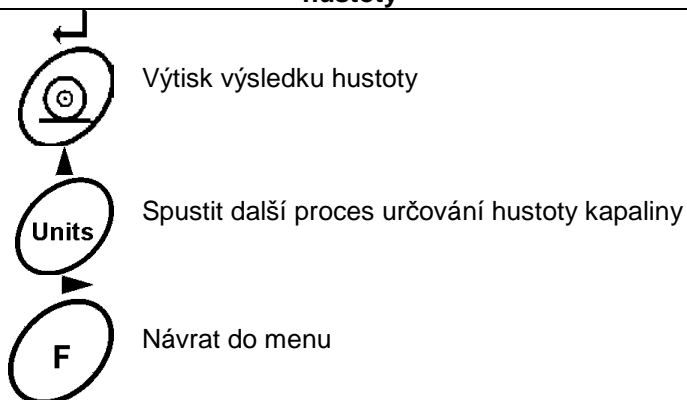 hustoty
Výtisk výsledku hustoty
Units
Spustit další proces určování hustoty kapaliny
F
Návrat do menu